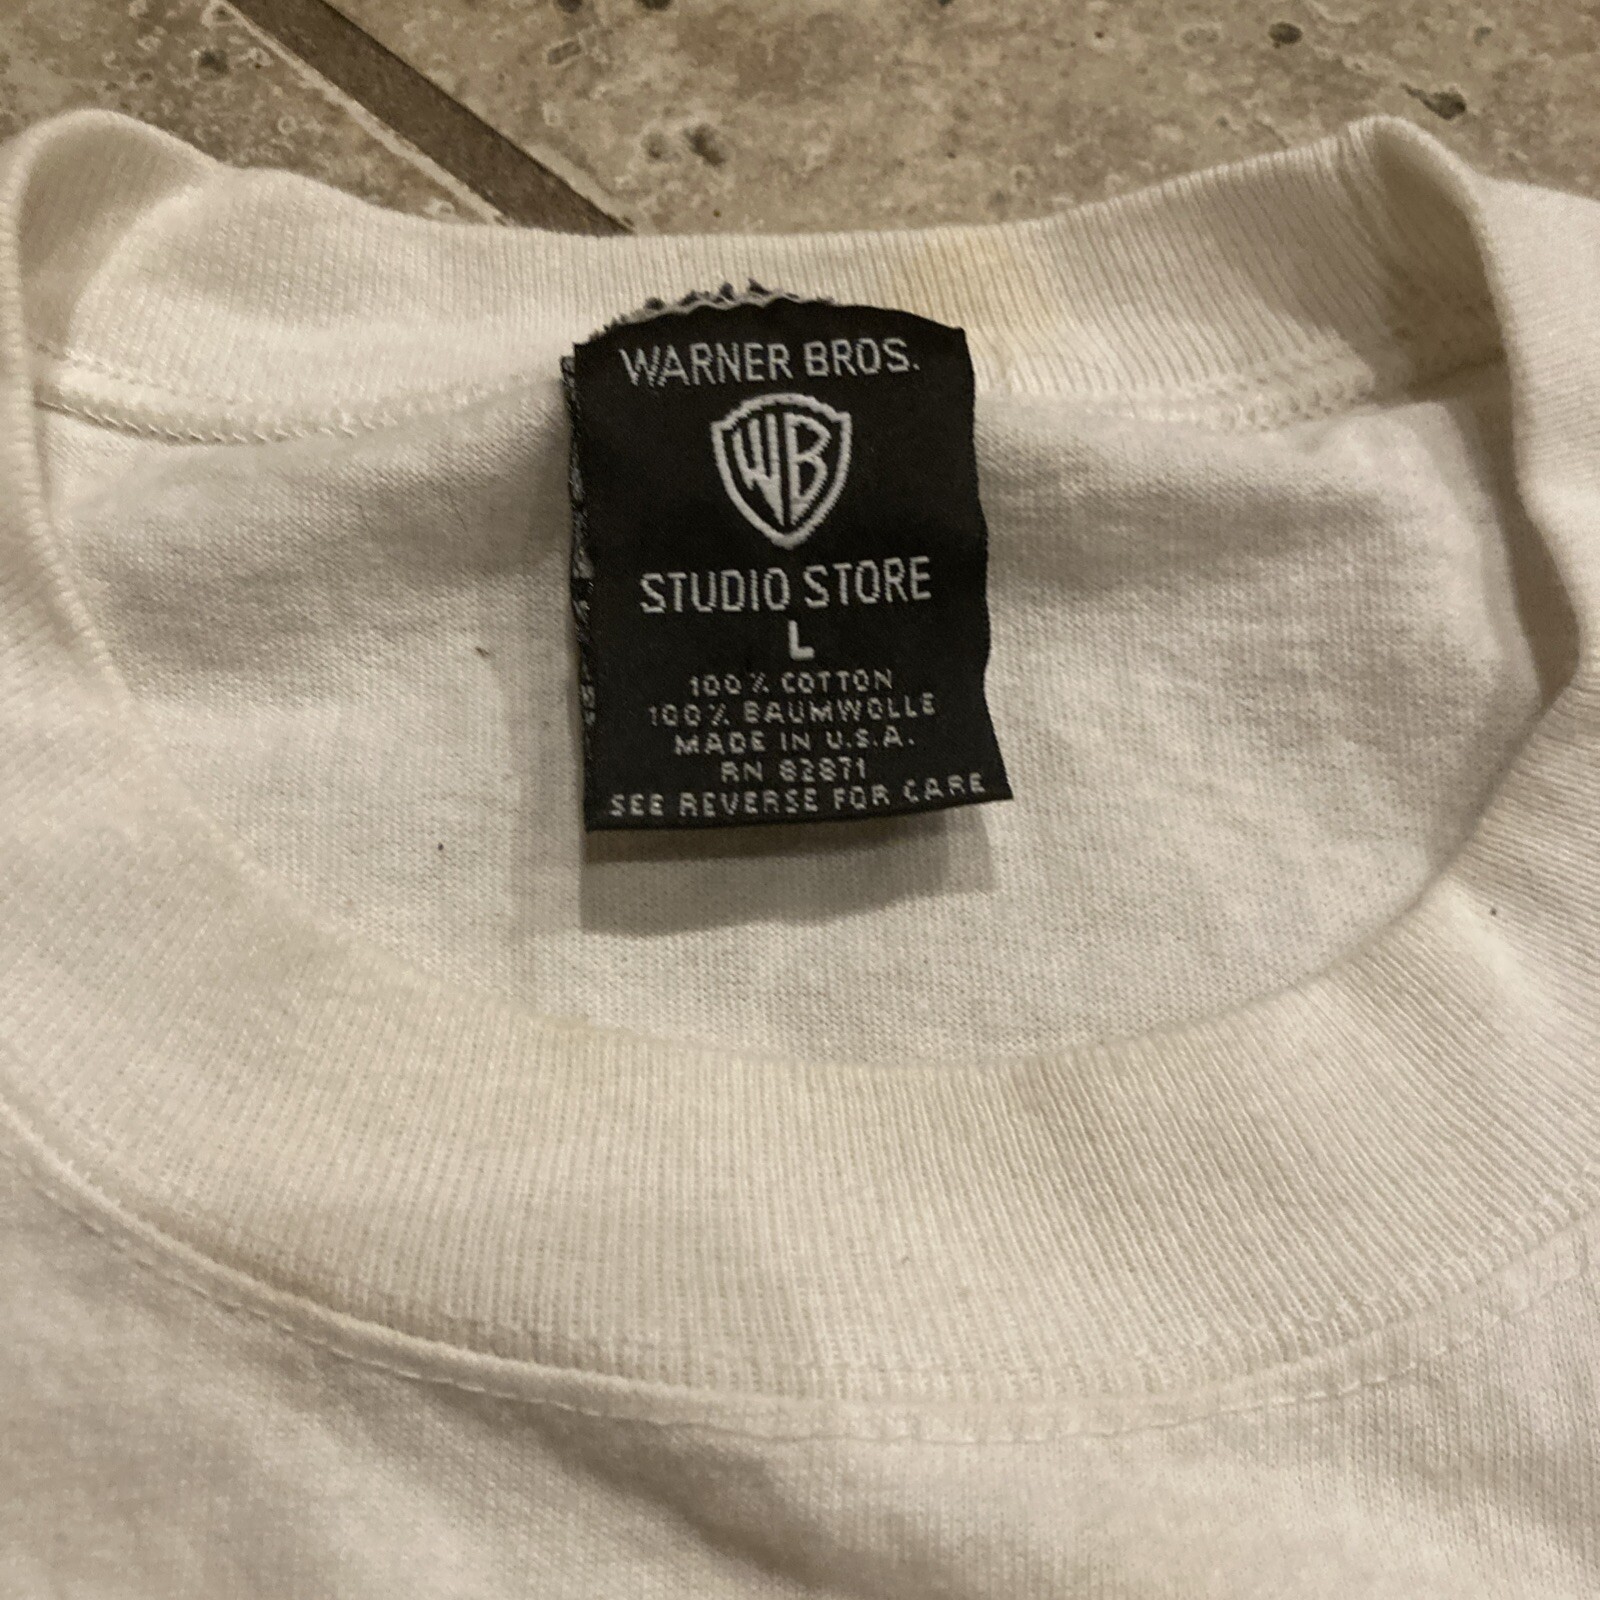 WARNER BROS.
WB
STUDIO STORE
L
100% COTTON
100% BAUMWOLLE
MADE IN U.S.A.
RN 82871
SEE REVERSE FOR CARE